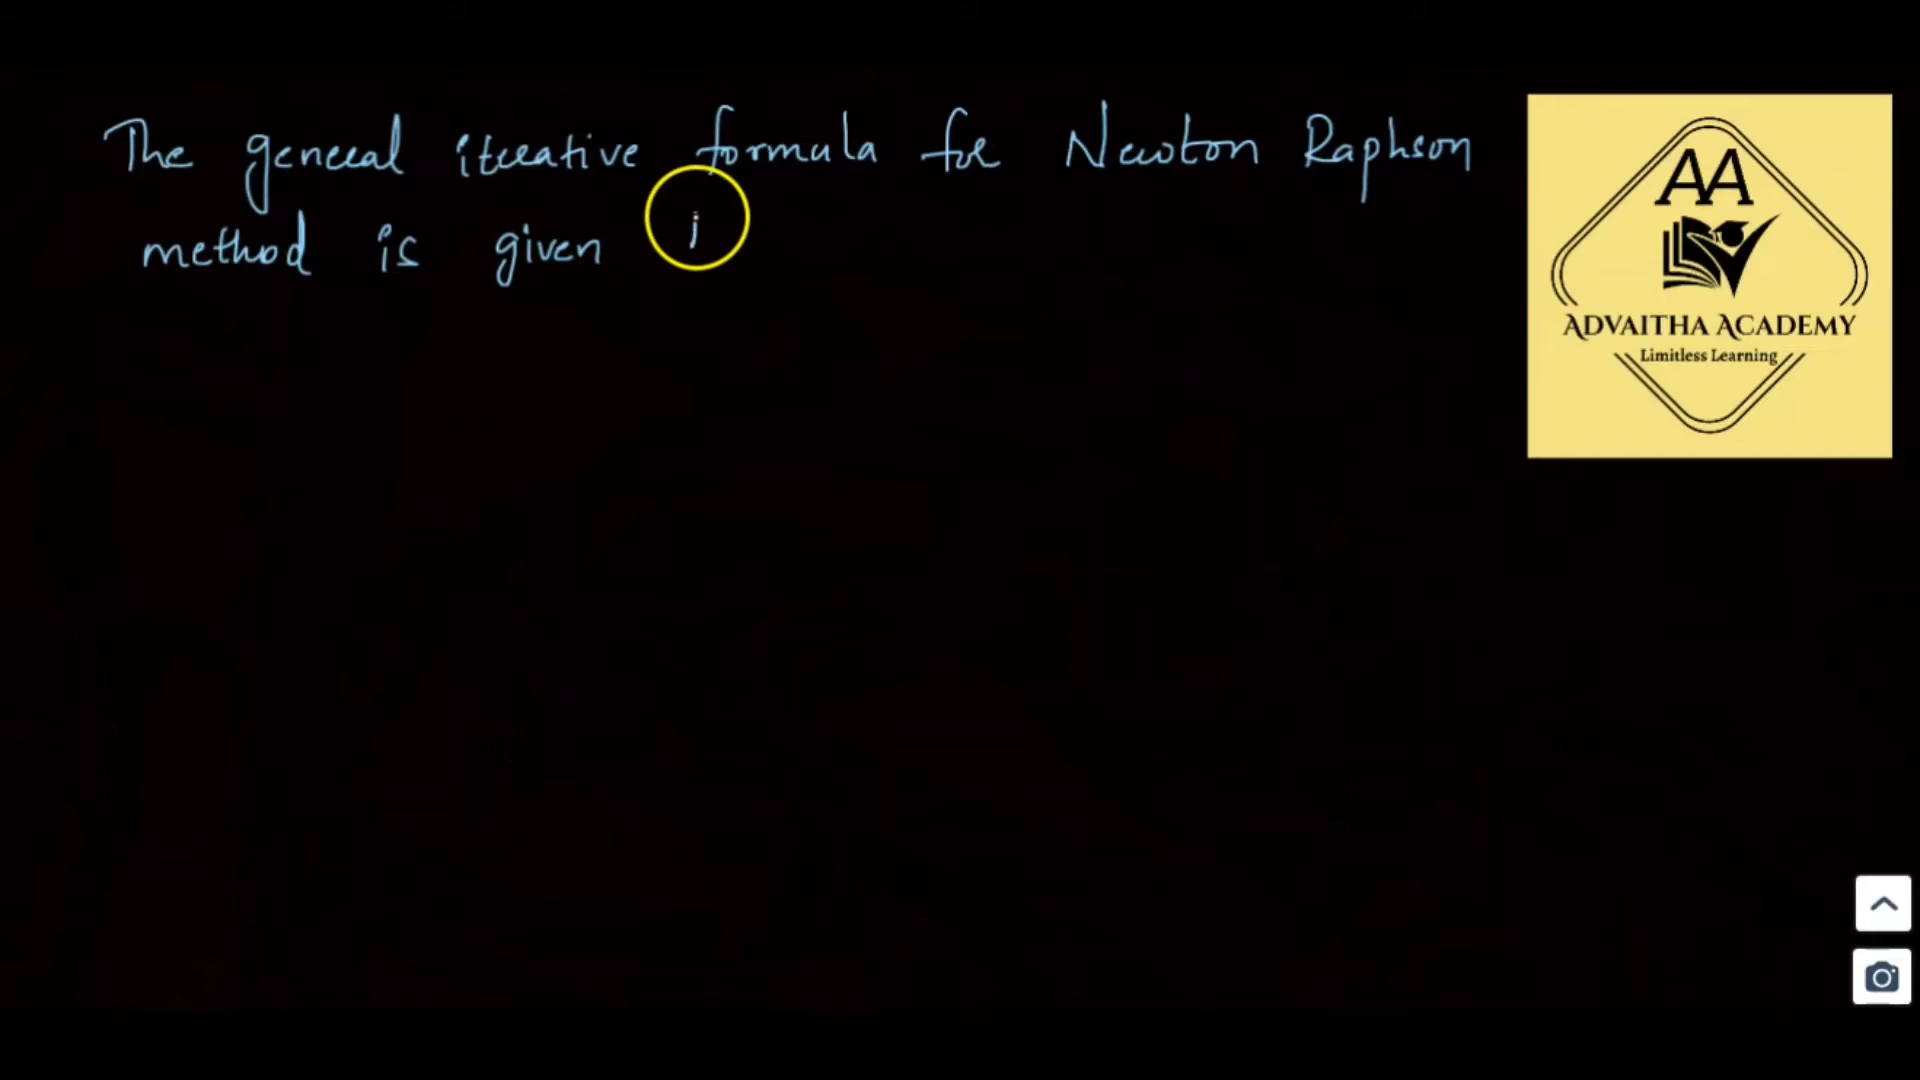 The general iterative formula for Newton Raphson
method is given
AA
ADVAITHA ACADEMY
Limitless Learning